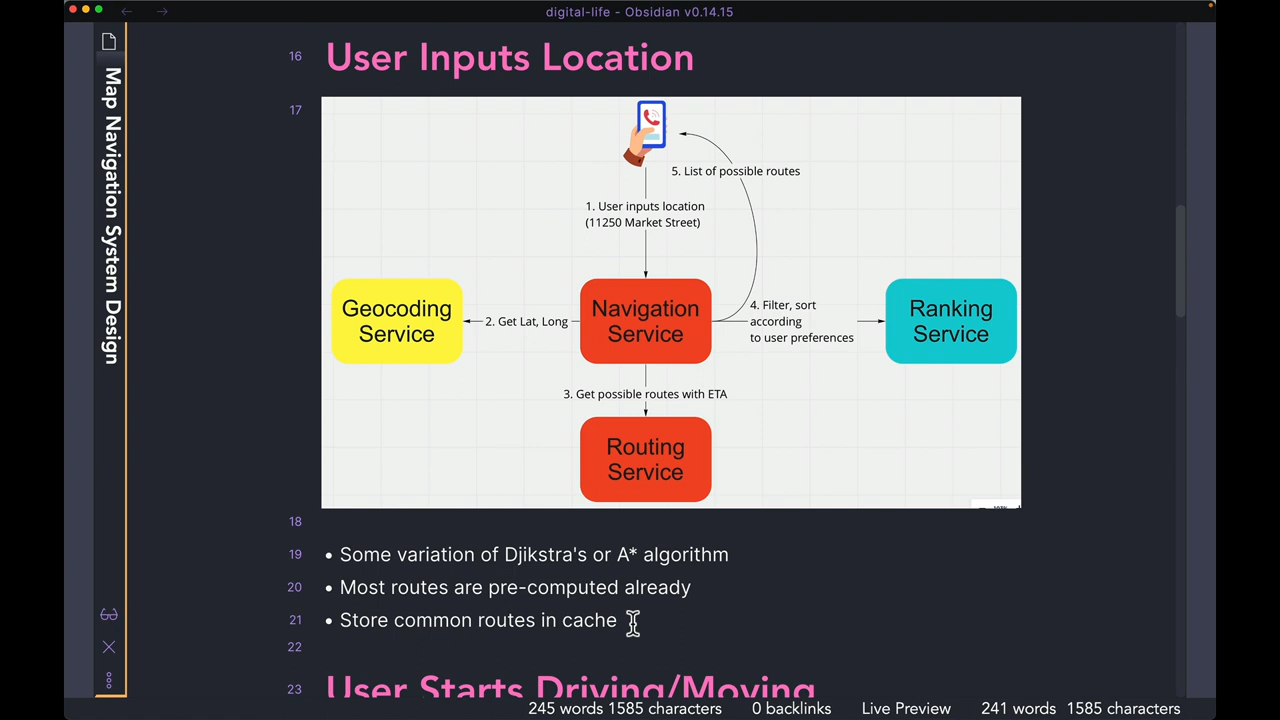 digital-life - Obsidian v0.14.15
Map Navigation System Design
16
User Inputs Location
17
5. List of possible routes
1. User inputs location
(11250 Market Street)
Geocoding
Service
2. Get Lat, Long
Navigation
Service
4. Filter, sort
according
to user preferences
Ranking
Service
3. Get possible routes with ETA
Routing
Service
18
19 • Some variation of Djikstra's or A* algorithm
20 • Most routes are pre-computed already
21 • Store common routes in cache
22
23 User Starts Driving/Moving
245 words 1585 characters 0 backlinks Live Preview 241 words 1585 characters